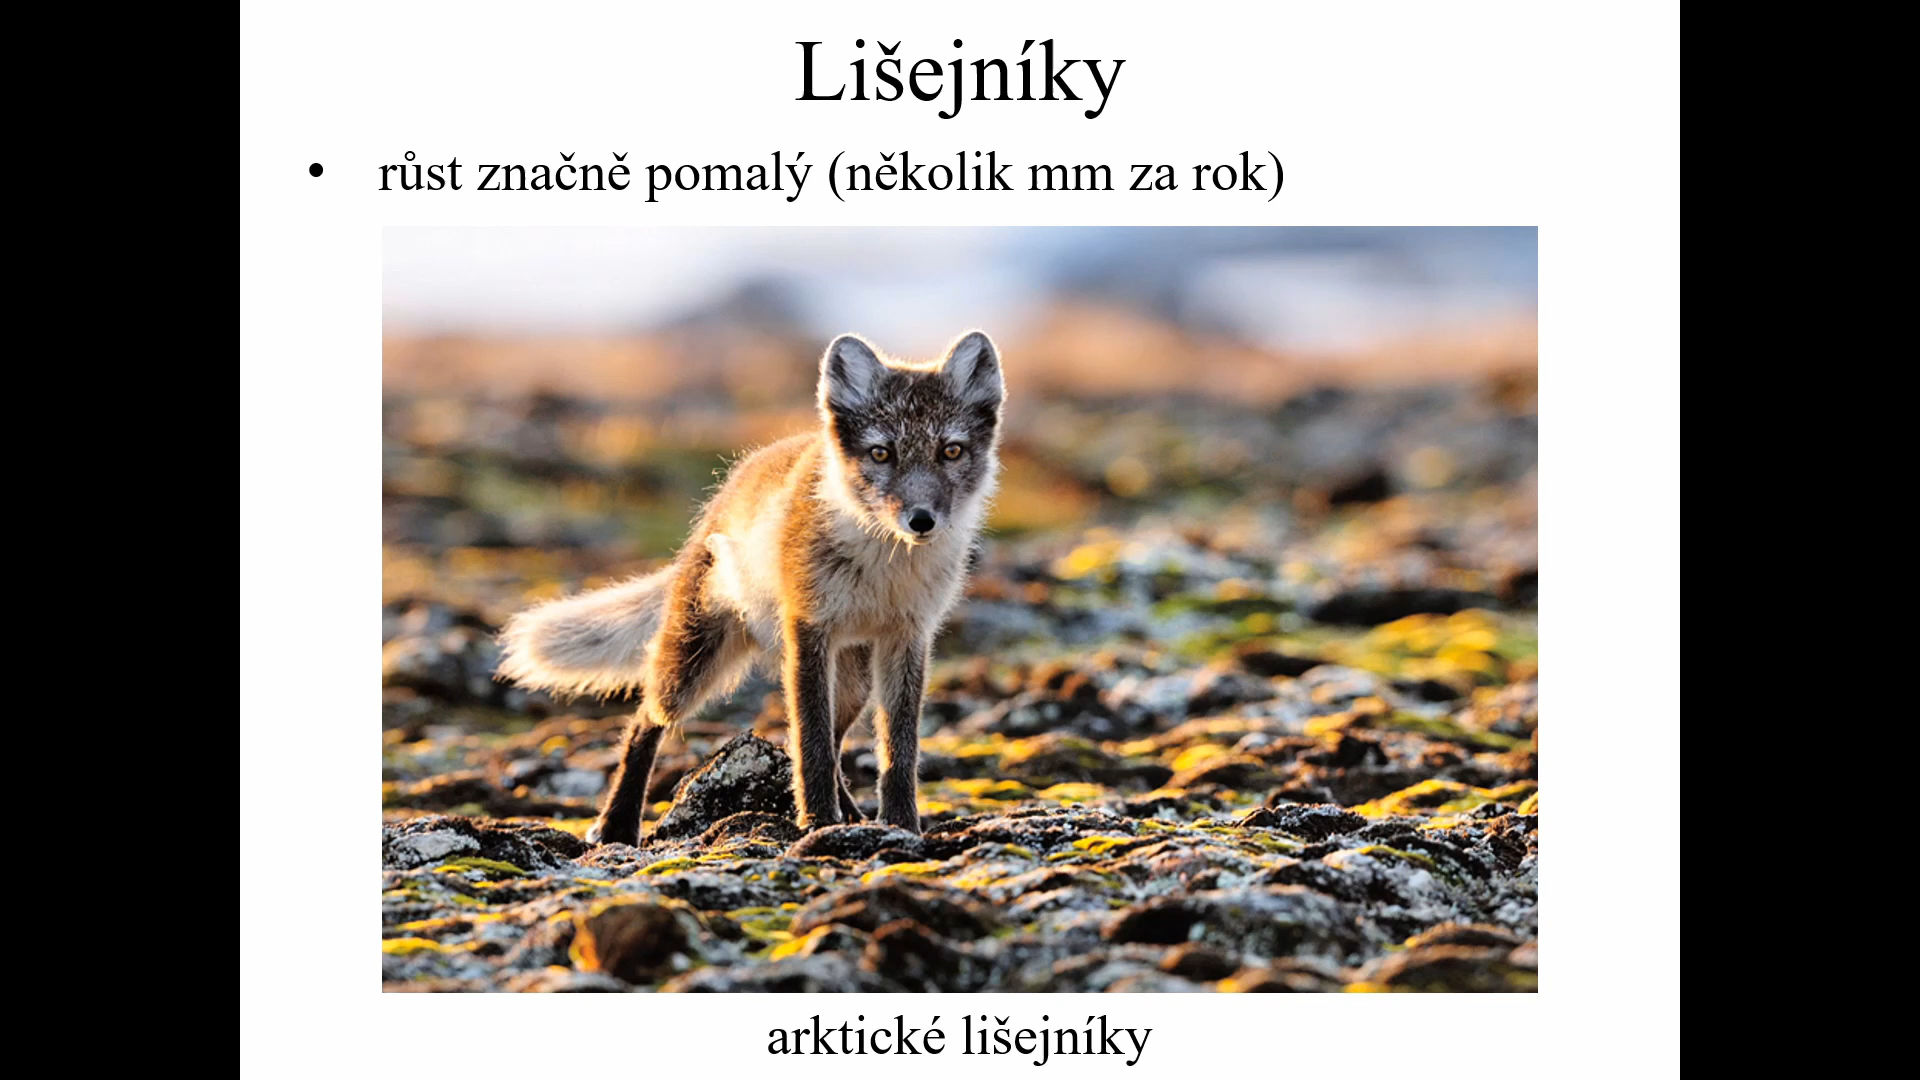 Lišejníky
• růst značně pomalý (několik mm za rok)
arktické lišejníky